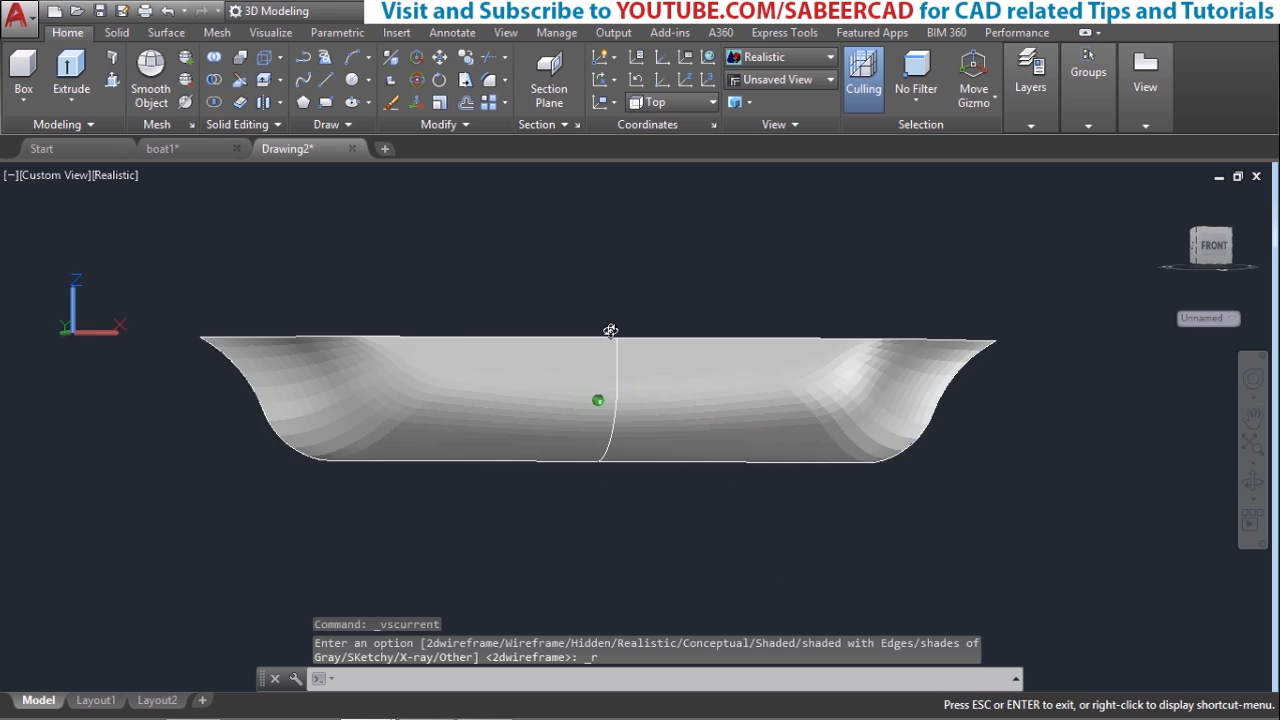 Visit and Subscribe to YOUTUBE.COM/SABEERCAD for CAD related Tips and Tutorials
3D Modeling
Home Solid Surface Mesh Visualize Parametric Insert Annotate View Manage Output Add-ins A360 Express Tools Featured Apps BIM 360 Performance
Box
Extrude
Smooth
Object
Section
Plane
Realistic
Unsaved View
Top
Culling
No Filter
Move
Gizmo
Layers
Groups
View
Modeling
Mesh
Solid Editing
Draw
Modify
Section
Coordinates
View
Selection
Start
boat1*
Drawing2*
[−][Custom View][Realistic]
FRONT
Unnamed
Z
Y
X
Command: _vscurrent
Enter an option [2dwireframe/Wireframe/Hidden/Realistic/Conceptual/Shaded/shaded with Edges/shades of
Gray/SKetchy/X-ray/Other] <2dwireframe>: _r
Model Layout1 Layout2
Press ESC or ENTER to exit, or right-click to display shortcut-menu.